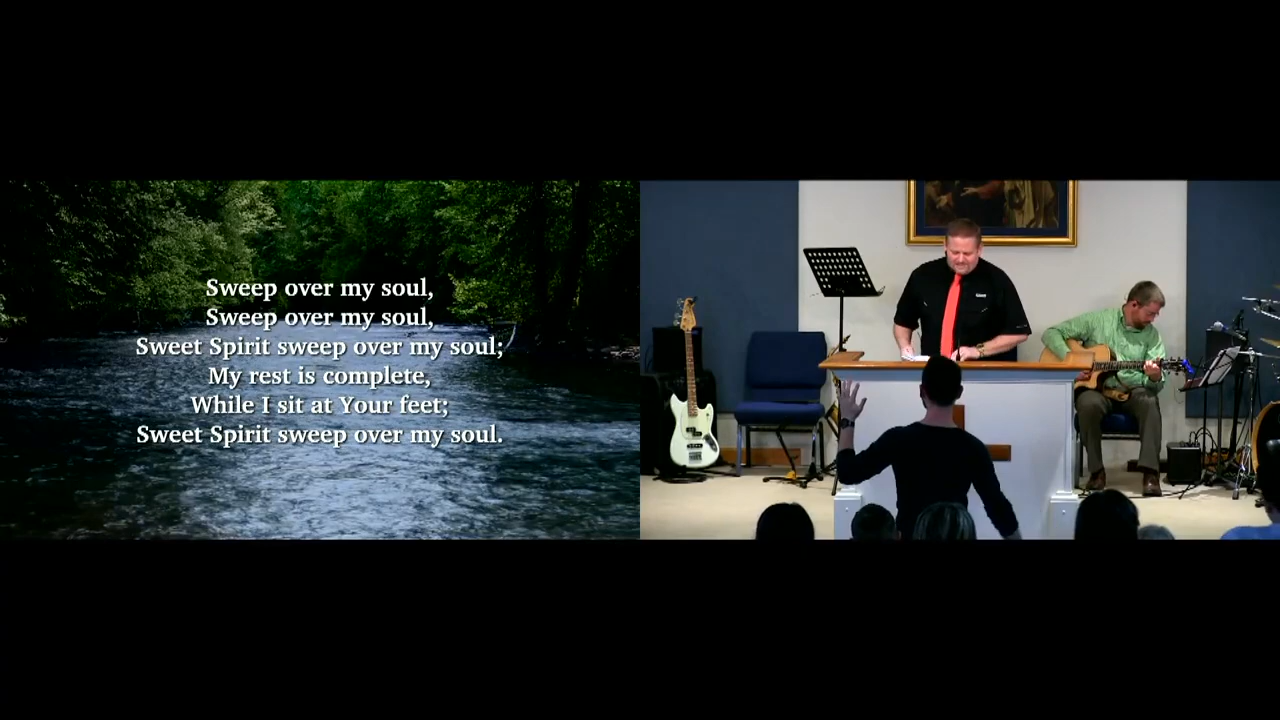 Sweep over my soul,
Sweep over my soul,
Sweet Spirit sweep over my soul;
My rest is complete,
While I sit at Your feet;
Sweet Spirit sweep over my soul.